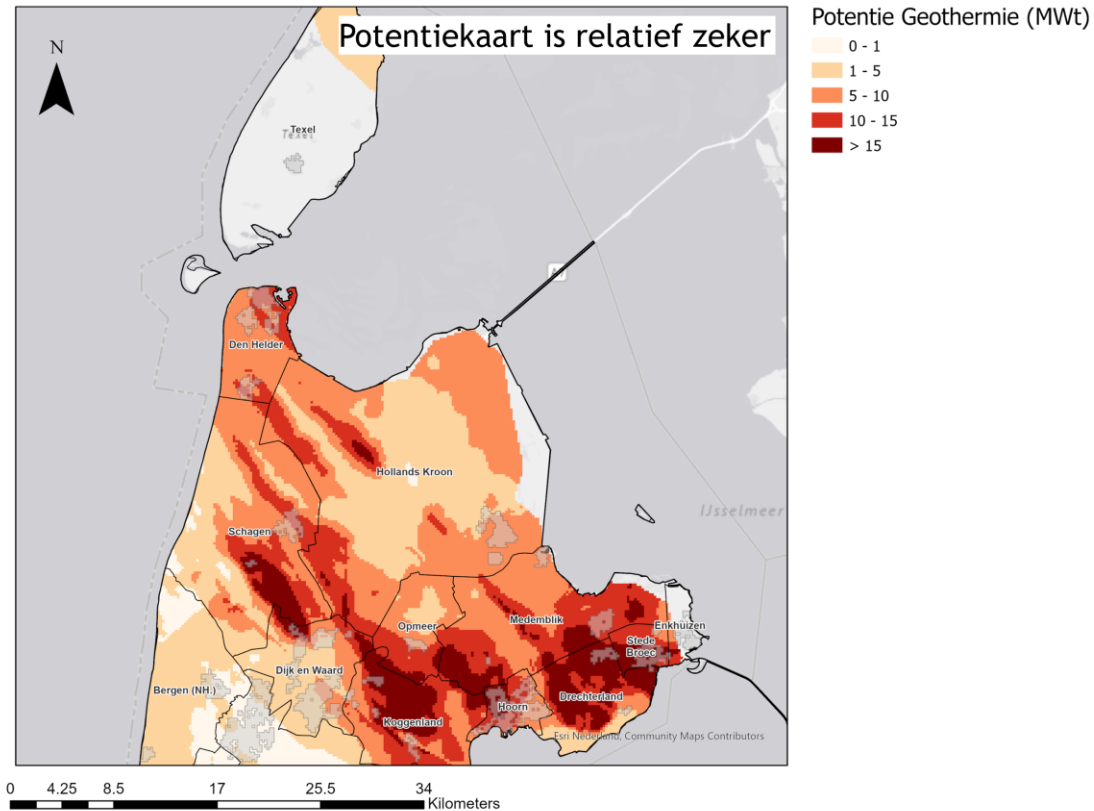 Potentiekaart is relatief zeker
Potentie Geothermie (MWt)
0 - 1
1 - 5
5 - 10
10 - 15
> 15
N
Texel
Texel
Den Helder
Hollands Kroon
IJsselmeer
Schagen
Opmeer
Medemblik
Enkhuizen
Stede
Broec
Dijk en Waard
Bergen (NH.)
Drechterland
Hoorn
Koggenland
Esri Nederland, Community Maps Contributors
0 4.25 8.5 17 25.5 34
Kilometers